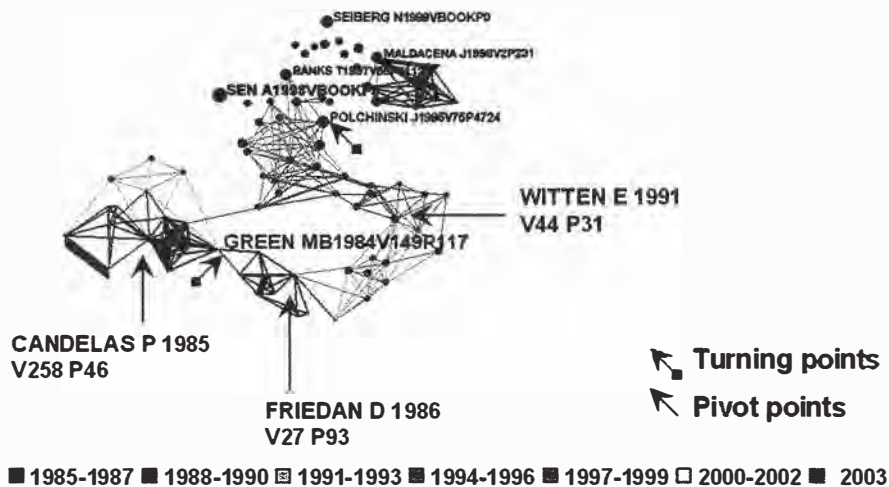 SEIBERG N1999VBOOKP0
MALDACENA J1998V2P231
BANKS
SEN
POLCHINSKI J1995V75P4724
WITTEN E 1991
V44 P31
GREEN MB1984V149P117
CANDELAS P 1985
V258 P46
FRIEDAN D 1986
V27 P93
Turning points
Pivot points
1985-1987 1988-1990 1991-1993 1994-1996 1997-1999 2000-2002 2003